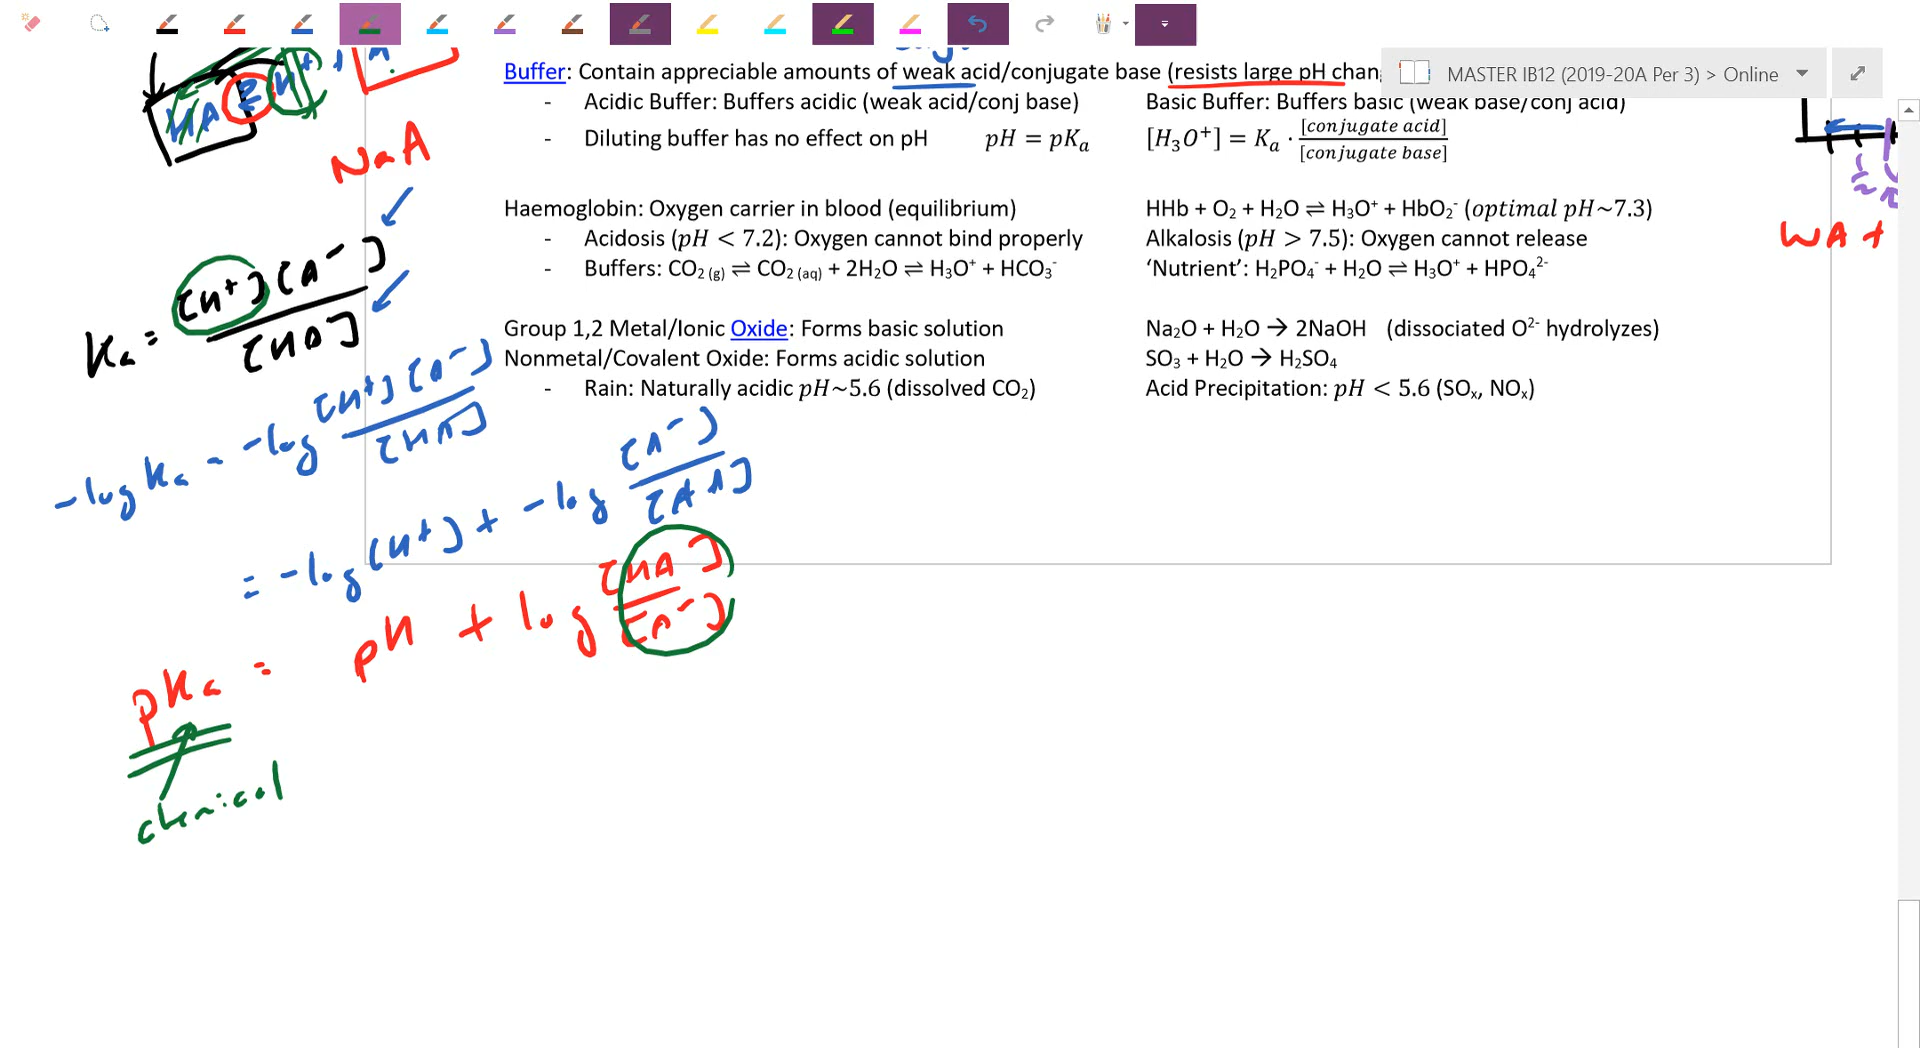 MASTER IB12 (2019-20A Per 3) > Online
Buffer: Contain appreciable amounts of weak acid/conjugate base (resists large pH chan
- Acidic Buffer: Buffers acidic (weak acid/conj base) Basic Buffer: Buffers basic (weak base/conj acid)
- Diluting buffer has no effect on pH pH = pKₐ [H₃O⁺] = Kₐ · [conjugate acid] / [conjugate base]
Haemoglobin: Oxygen carrier in blood (equilibrium) HHb + O₂ + H₂O ⇌ H₃O⁺ + HbO₂⁻ (optimal pH~7.3)
- Acidosis (pH < 7.2): Oxygen cannot bind properly Alkalosis (pH > 7.5): Oxygen cannot release
- Buffers: CO₂ (g) ⇌ CO₂ (aq) + 2H₂O ⇌ H₃O⁺ + HCO₃⁻ ‘Nutrient’: H₂PO₄⁻ + H₂O ⇌ H₃O⁺ + HPO₄²⁻
Group 1,2 Metal/Ionic Oxide: Forms basic solution Na₂O + H₂O → 2NaOH (dissociated O²⁻ hydrolyzes)
Nonmetal/Covalent Oxide: Forms acidic solution SO₃ + H₂O → H₂SO₄
- Rain: Naturally acidic pH~5.6 (dissolved CO₂) Acid Precipitation: pH < 5.6 (SOₓ, NOₓ)
HA ⇌ H⁺ +
NaA
WA +
Ka = [H⁺][A⁻] / [HA]
-log Ka = -log [H⁺][A⁻] / [HA]
= -log [H⁺] + -log [A⁻] /
pKa = pH + log [HA] / [A⁻]
chemical